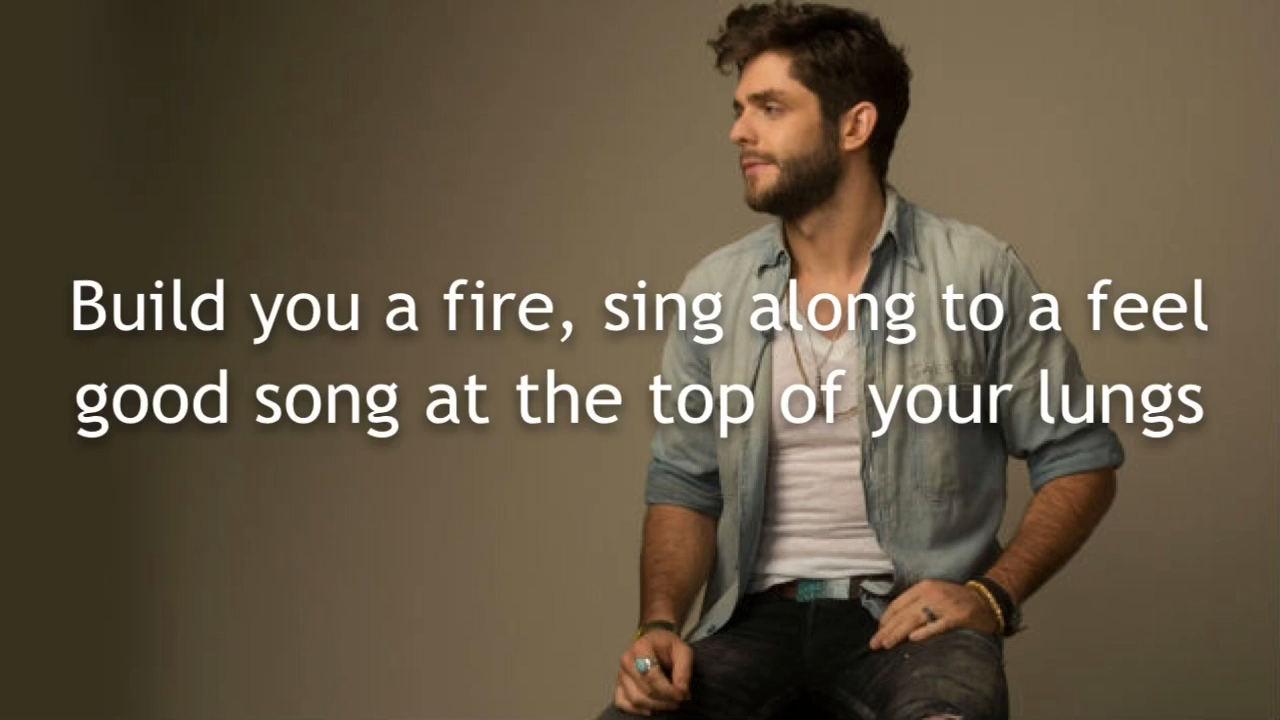 Build you a fire, sing along to a feel
good song at the top of your lungs